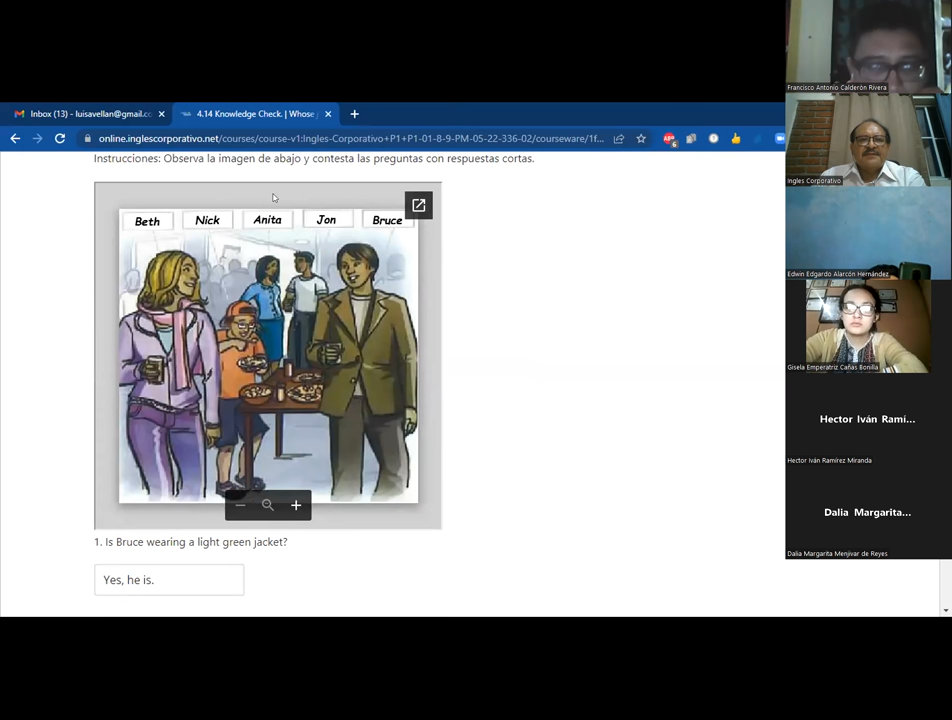 Francisco Antonio Calderón Rivera
Inbox (13) - luisavellan@gmail.co
4.14 Knowledge Check. | Whose
online.inglescorporativo.net/courses/course-v1:Ingles-Corporativo+P1+P1-01-8-9-PM-05-22-336-02/courseware/1f...
6
Instrucciones: Observa la imagen de abajo y contesta las preguntas con respuestas cortas.
Ingles Corporativo
Beth Nick Anita Jon Bruce
Edwin Edgardo Alarcón Hernández
Gisela Emperatriz Cañas Bonilla
Hector Iván Rami...
Hector Iván Ramírez Miranda
Dalia Margarita...
Dalia Margarita Menjivar de Reyes
1. Is Bruce wearing a light green jacket?
Yes, he is.